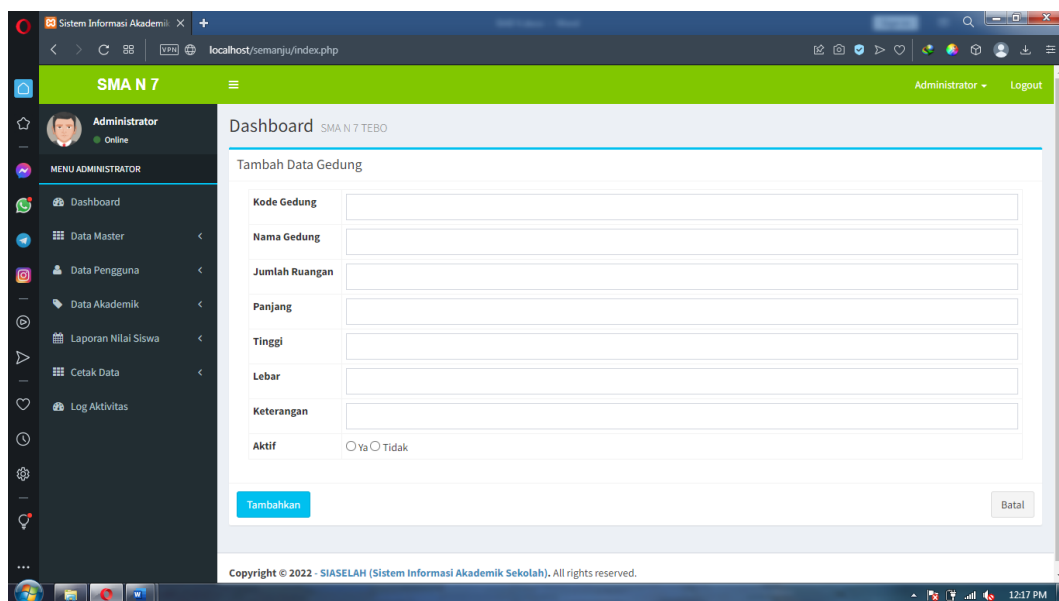 Sistem Informasi Akademi
VPN
localhost/semanju/index.php
SMA N 7
Administrator
Logout
Administrator
Online
Dashboard SMA N 7 TEBO
MENU ADMINISTRATOR
Dashboard
Data Master
Data Pengguna
Data Akademik
Laporan Nilai Siswa
Cetak Data
Log Aktivitas
Tambah Data Gedung
Kode Gedung
Nama Gedung
Jumlah Ruangan
Panjang
Tinggi
Lebar
Keterangan
Aktif Ya Tidak
Tambahkan
Batal
Copyright © 2022 - SIASELAH (Sistem Informasi Akademik Sekolah). All rights reserved.
12:17 PM